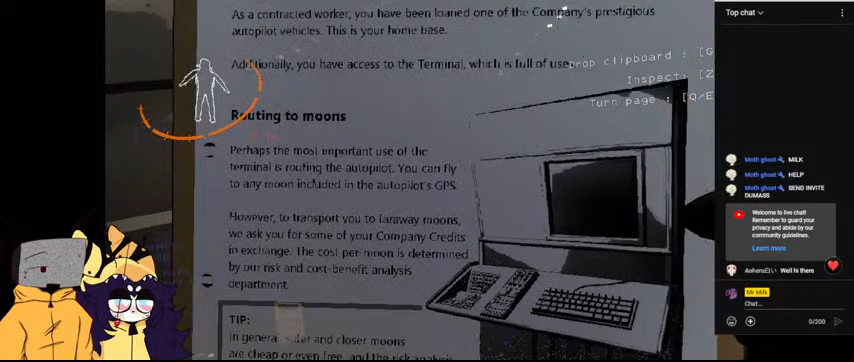 As a contracted worker, you have been loaned one of the Company's prestigious
autopilot vehicles. This is your home base.
Additionally, you have access to the Terminal, which is full of use
Drop clipboard : [G
Inspect: [Z
Turn page : [Q/E
Routing to moons
Perhaps the most important use of the
terminal is routing the autopilot. You can fly
to any moon included in the autopilot's GPS.
However, to transport you to faraway moons,
we ask you for some of your Company Credits
in exchange. The cost per moon is determined
by our risk and cost-benefit analysis
department.
TIP:
In general, safer and closer moons
are cheap or even free, and the risk analysis
Top chat
Moth ghost MILK
Moth ghost HELP
Moth ghost SEND INVITE
DUMASS
Welcome to live chat!
Remember to guard your
privacy and abide by our
community guidelines.
Learn more
Well hi there
Mr Milk
Chat...
0/200